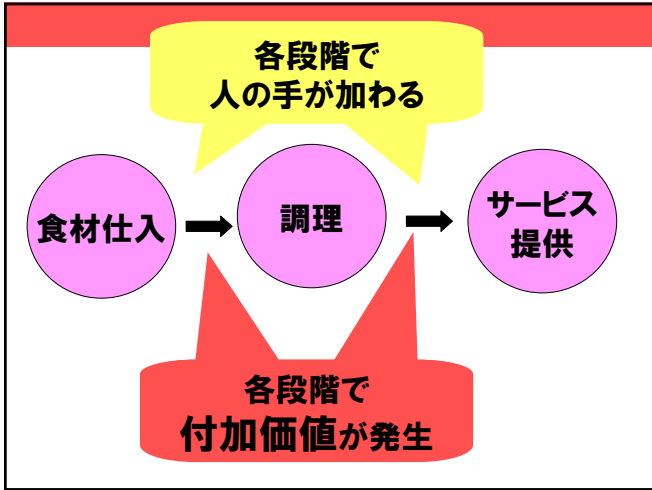 各段階で
人の手が加わる
食材仕入
調理
サービス
提供
各段階で
付加価値が発生